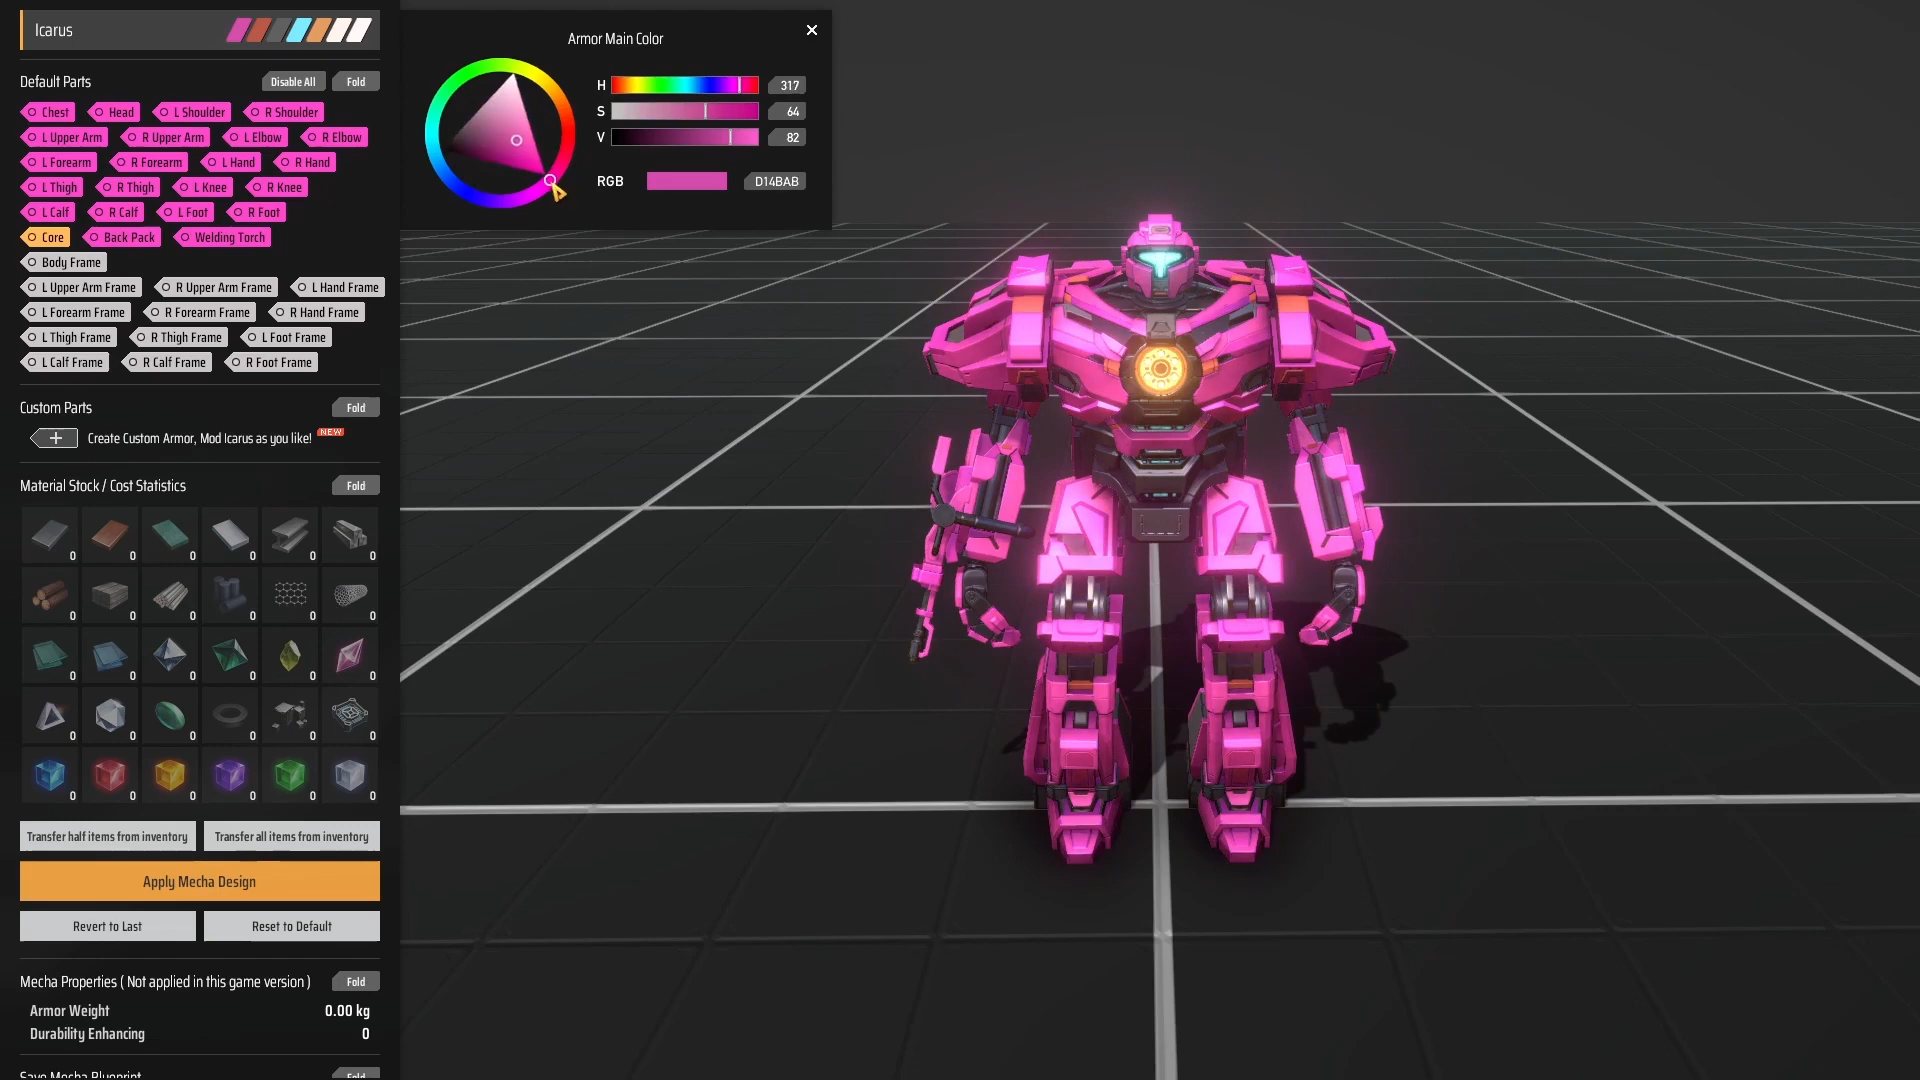 Icarus
Armor Main Color
H 317
S 64
V 82
RGB D14BAB
Default Parts Disable All Fold
Chest Head L Shoulder R Shoulder
L Upper Arm R Upper Arm L Elbow R Elbow
L Forearm R Forearm L Hand R Hand
L Thigh R Thigh L Knee R Knee
L Calf R Calf L Foot R Foot
Core Back Pack Welding Torch
Body Frame
L Upper Arm Frame R Upper Arm Frame L Hand Frame
L Forearm Frame R Forearm Frame R Hand Frame
L Thigh Frame R Thigh Frame L Foot Frame
L Calf Frame R Calf Frame R Foot Frame
Custom Parts Fold
Create Custom Armor, Mod Icarus as you like! NEW
Material Stock / Cost Statistics Fold
0 0 0 0 0 0
0 0 0 0 0 0
0 0 0 0 0 0
0 0 0 0 0 0
0 0 0 0 0 0
Transfer half items from inventory Transfer all items from inventory
Apply Mecha Design
Revert to Last Reset to Default
Mecha Properties ( Not applied in this game version ) Fold
Armor Weight 0.00 kg
Durability Enhancing 0
Save Mecha Blueprint Fold